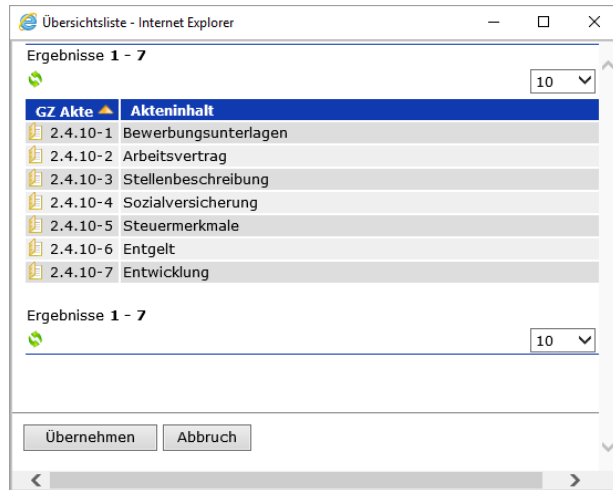 Übersichtsliste - Internet Explorer
Ergebnisse 1 - 7
10
GZ Akte Akteninhalt
2.4.10-1 Bewerbungsunterlagen
2.4.10-2 Arbeitsvertrag
2.4.10-3 Stellenbeschreibung
2.4.10-4 Sozialversicherung
2.4.10-5 Steuermerkmale
2.4.10-6 Entgelt
2.4.10-7 Entwicklung
Ergebnisse 1 - 7
10
Übernehmen Abbruch